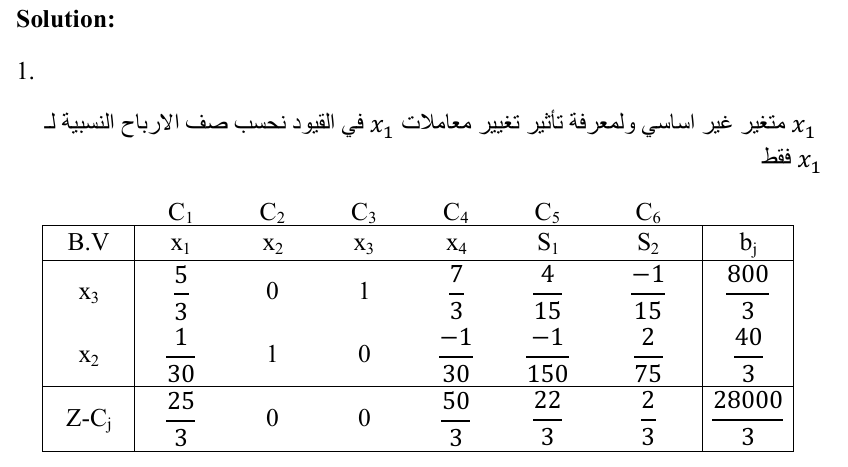 Solution:
1.
x₁ متغير غير اساسي ولمعرفة تأثير تغيير معاملات x₁ في القيود نحسب صف الارباح النسبية لـ
x₁ فقط
C₁ C₂ C₃ C₄ C₅ C₆
B.V x₁ x₂ x₃ x₄ S₁ S₂ bⱼ
x₃ 5/3 0 1 7/3 4/15 −1/15 800/3
x₂ 1/30 1 0 −1/30 −1/150 2/75 40/3
Z-Cⱼ 25/3 0 0 50/3 22/3 2/3 28000/3